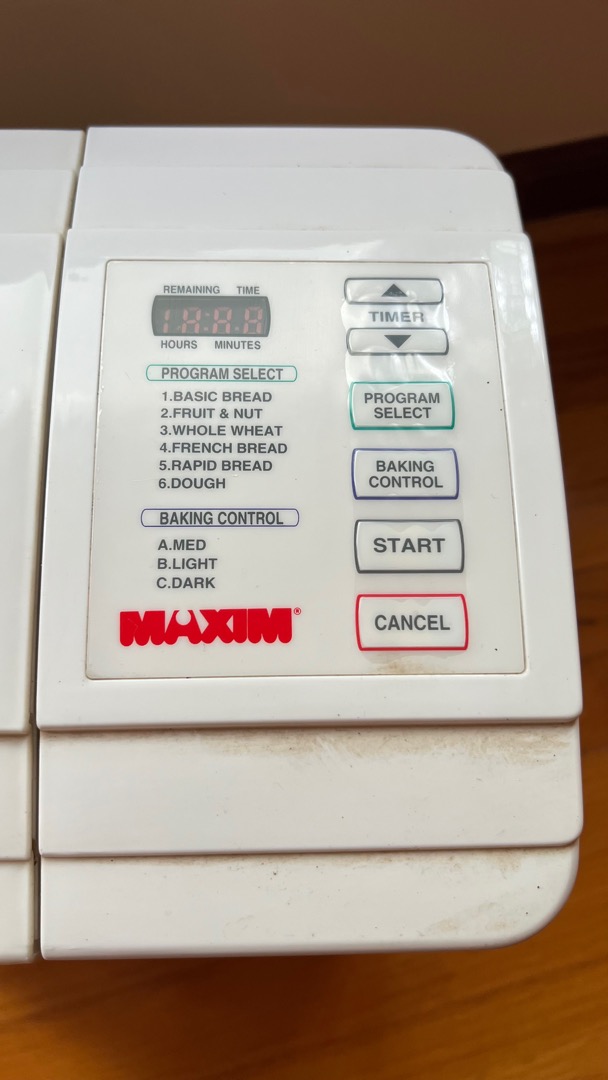 REMAINING TIME
HOURS MINUTES
PROGRAM SELECT
1.BASIC BREAD
2.FRUIT & NUT
3.WHOLE WHEAT
4.FRENCH BREAD
5.RAPID BREAD
6.DOUGH
BAKING CONTROL
A.MED
B.LIGHT
C.DARK
MAXIM®
TIMER
PROGRAM
SELECT
BAKING
CONTROL
START
CANCEL